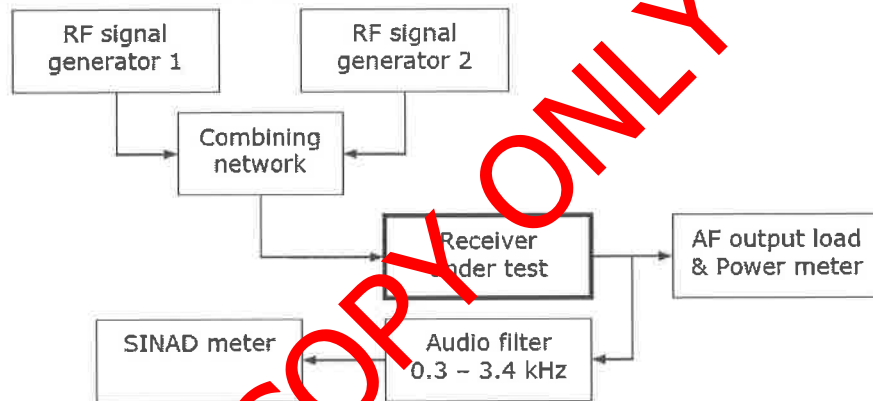 RF signal
generator 1
RF signal
generator 2
Combining
network
Receiver
under test
AF output load
& Power meter
SINAD meter
Audio filter
0.3 – 3.4 kHz
COPY ONLY